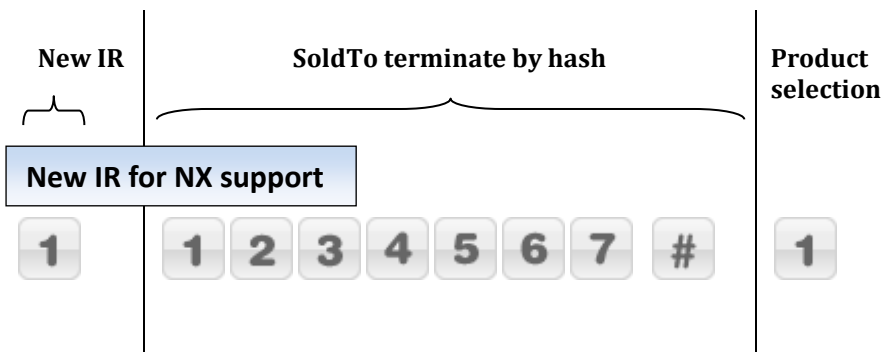 New IR
SoldTo terminate by hash
Product
selection
New IR for NX support
1 1 2 3 4 5 6 7 # 1